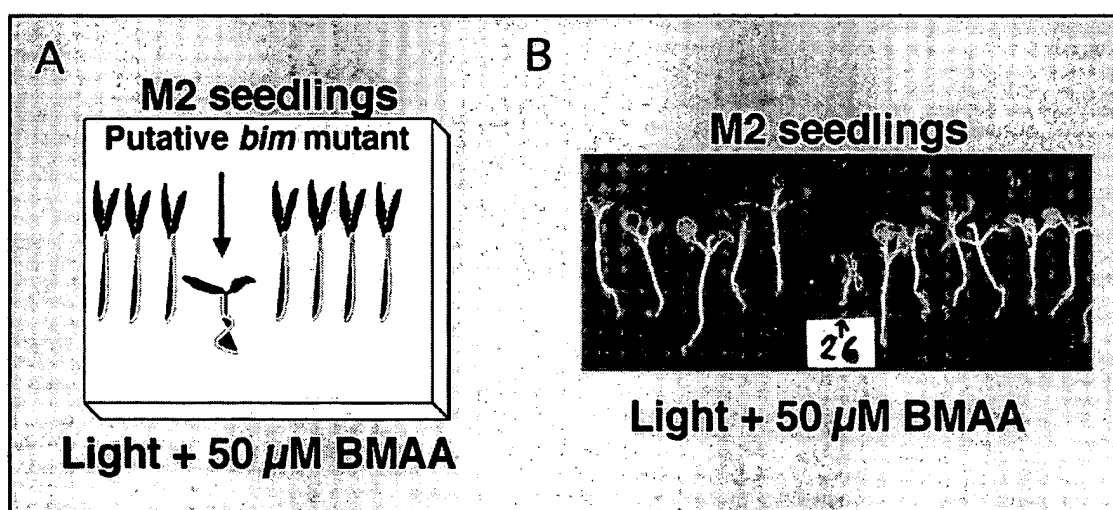 A
M2 seedlings
Putative bim mutant
Light + 50 µM BMAA
B
M2 seedlings
26
Light + 50 µM BMAA